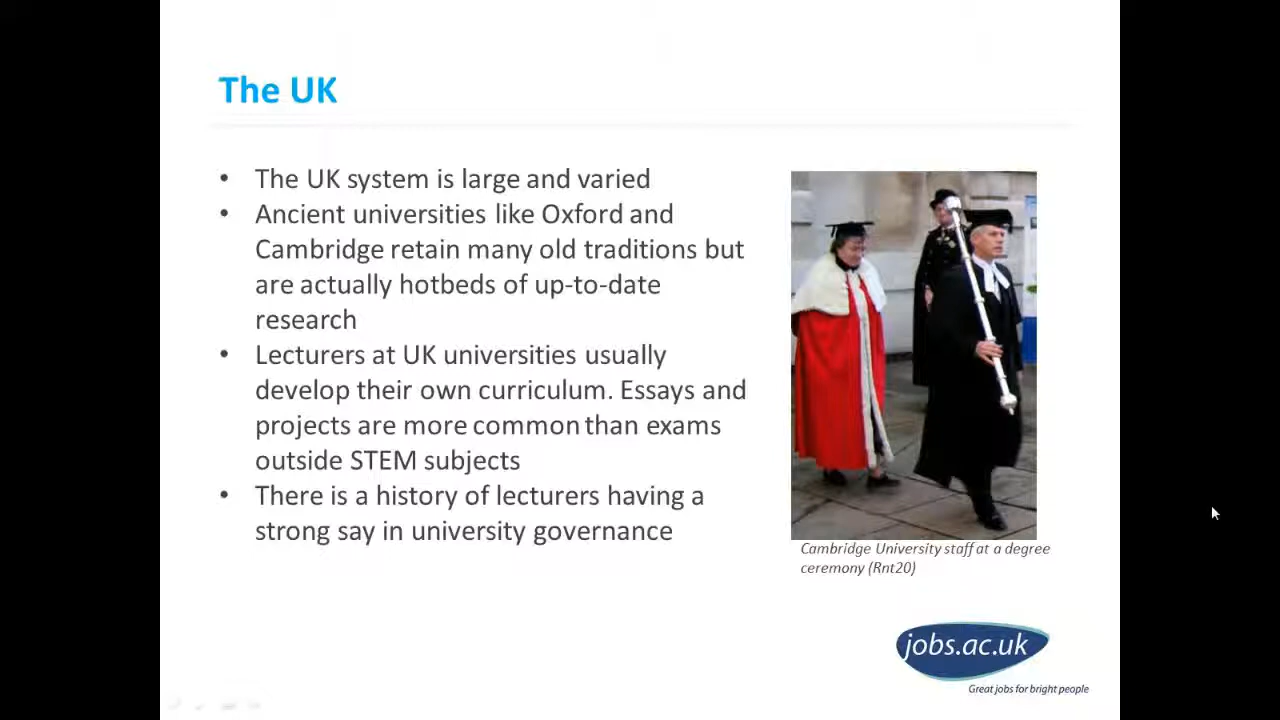 The UK
• The UK system is large and varied
• Ancient universities like Oxford and
Cambridge retain many old traditions but
are actually hotbeds of up-to-date
research
• Lecturers at UK universities usually
develop their own curriculum. Essays and
projects are more common than exams
outside STEM subjects
• There is a history of lecturers having a
strong say in university governance
Cambridge University staff at a degree
ceremony (Rnt20)
jobs.ac.uk
Great jobs for bright people